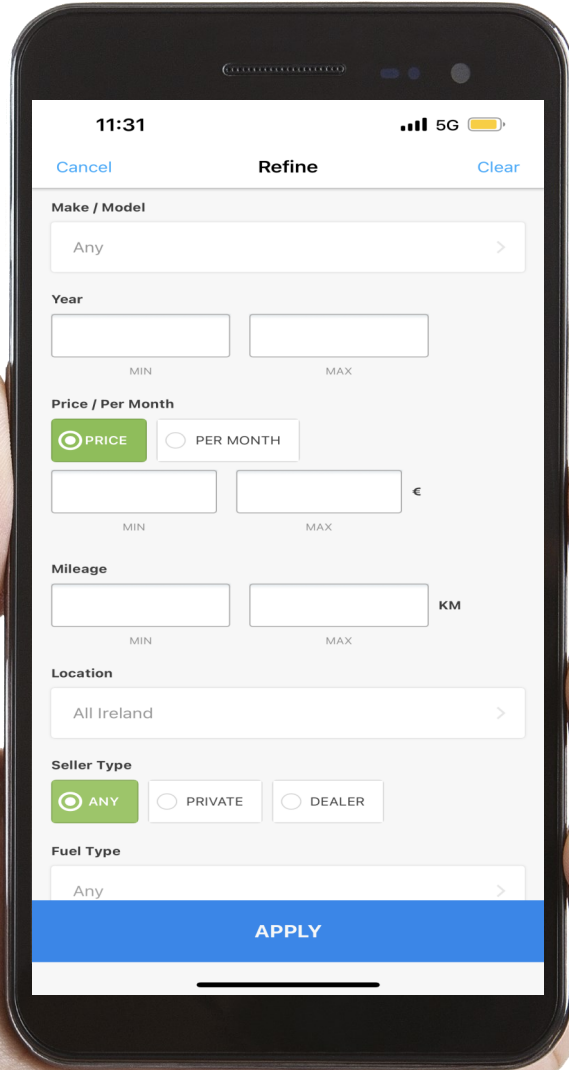 11:31 5G
Cancel Refine Clear
Make / Model
Any
Year
MIN MAX
Price / Per Month
PRICE PER MONTH
€
MIN MAX
Mileage
KM
MIN MAX
Location
All Ireland
Seller Type
ANY PRIVATE DEALER
Fuel Type
Any
APPLY